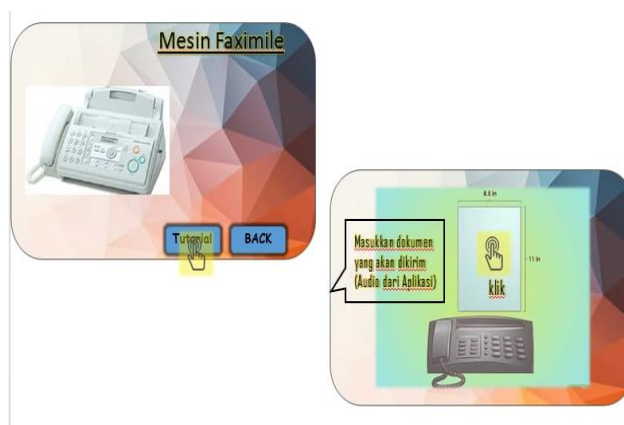 Mesin Faximile
Tutorial
BACK
8.5 in
Masukkan dokumen
yang akan dikirim
(Audio dari Aplikasi)
11 in
klik